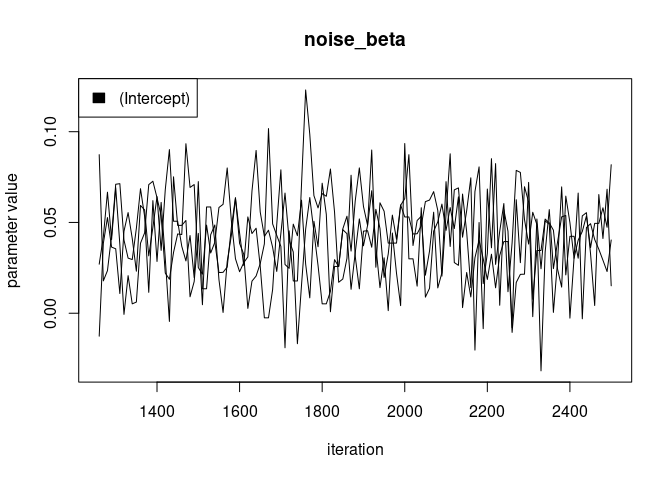 noise_beta
(Intercept)
parameter value
0.10
0.05
0.00
1400 1600 1800 2000 2200 2400
iteration